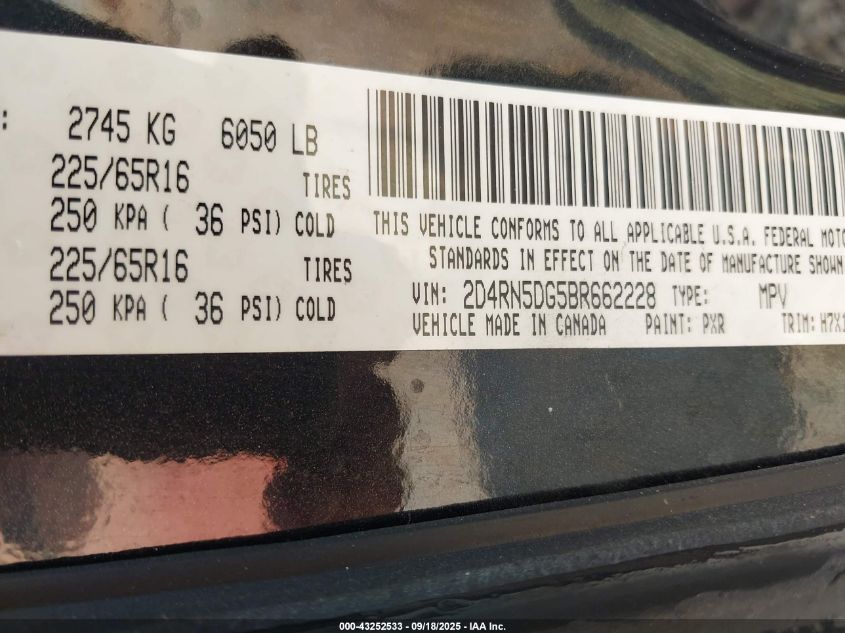 : 2745 KG 6050 LB
225/65R16 TIRES
250 KPA ( 36 PSI) COLD
225/65R16 TIRES
250 KPA ( 36 PSI) COLD
THIS VEHICLE CONFORMS TO ALL APPLICABLE U.S.A. FEDERAL MOTO
STANDARDS IN EFFECT ON THE DATE OF MANUFACTURE SHOWN
VIN: 2D4RN5DG5BR662228 TYPE: MPV
VEHICLE MADE IN CANADA PAINT: PXR TRIM: H7X1
000-43252533 - 09/18/2025 - IAA Inc.